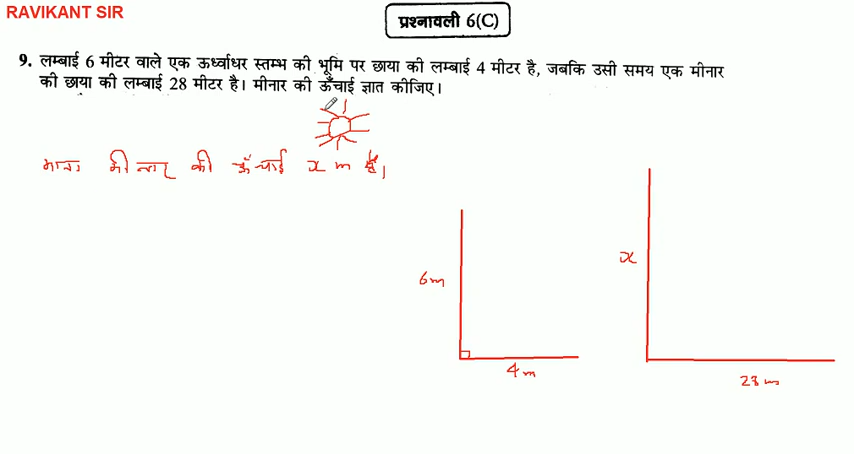 RAVIKANT SIR
प्रश्नावली 6(C)
9. लम्बाई 6 मीटर वाले एक ऊर्ध्वाधर स्तम्भ की भूमि पर छाया की लम्बाई 4 मीटर है, जबकि उसी समय एक मीनार
की छाया की लम्बाई 28 मीटर है। मीनार की ऊँचाई ज्ञात कीजिए।
माना मीनार की ऊँचाई x m है।
6m
4m
x
28m